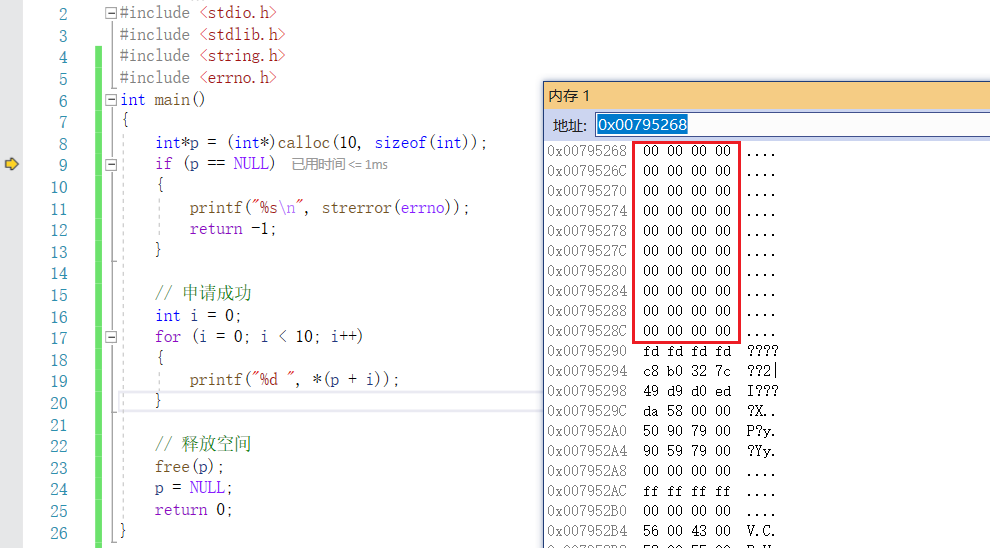 2 #include <stdio.h>
3 #include <stdlib.h>
4 #include <string.h>
5 #include <errno.h>
6 int main()
7 {
8 int*p = (int*)calloc(10, sizeof(int));
9 if (p == NULL) 已用时间 <= 1ms
10 {
11 printf("%s\n", strerror(errno));
12 return -1;
13 }
14
15 // 申请成功
16 int i = 0;
17 for (i = 0; i < 10; i++)
18 {
19 printf("%d ", *(p + i));
20 }
21
22 // 释放空间
23 free(p);
24 p = NULL;
25 return 0;
26 }
内存 1
地址: 0x00795268
0x00795268 00 00 00 00 ....
0x0079526C 00 00 00 00 ....
0x00795270 00 00 00 00 ....
0x00795274 00 00 00 00 ....
0x00795278 00 00 00 00 ....
0x0079527C 00 00 00 00 ....
0x00795280 00 00 00 00 ....
0x00795284 00 00 00 00 ....
0x00795288 00 00 00 00 ....
0x0079528C 00 00 00 00 ....
0x00795290 fd fd fd fd ????
0x00795294 c8 b0 32 7c ??2|
0x00795298 49 d9 d0 ed I???
0x0079529C da 58 00 00 ?X..
0x007952A0 50 90 79 00 P?y.
0x007952A4 90 59 79 00 ?Yy.
0x007952A8 00 00 00 00 ....
0x007952AC ff ff ff ff ....
0x007952B0 00 00 00 00 ....
0x007952B4 56 00 43 00 V.C.